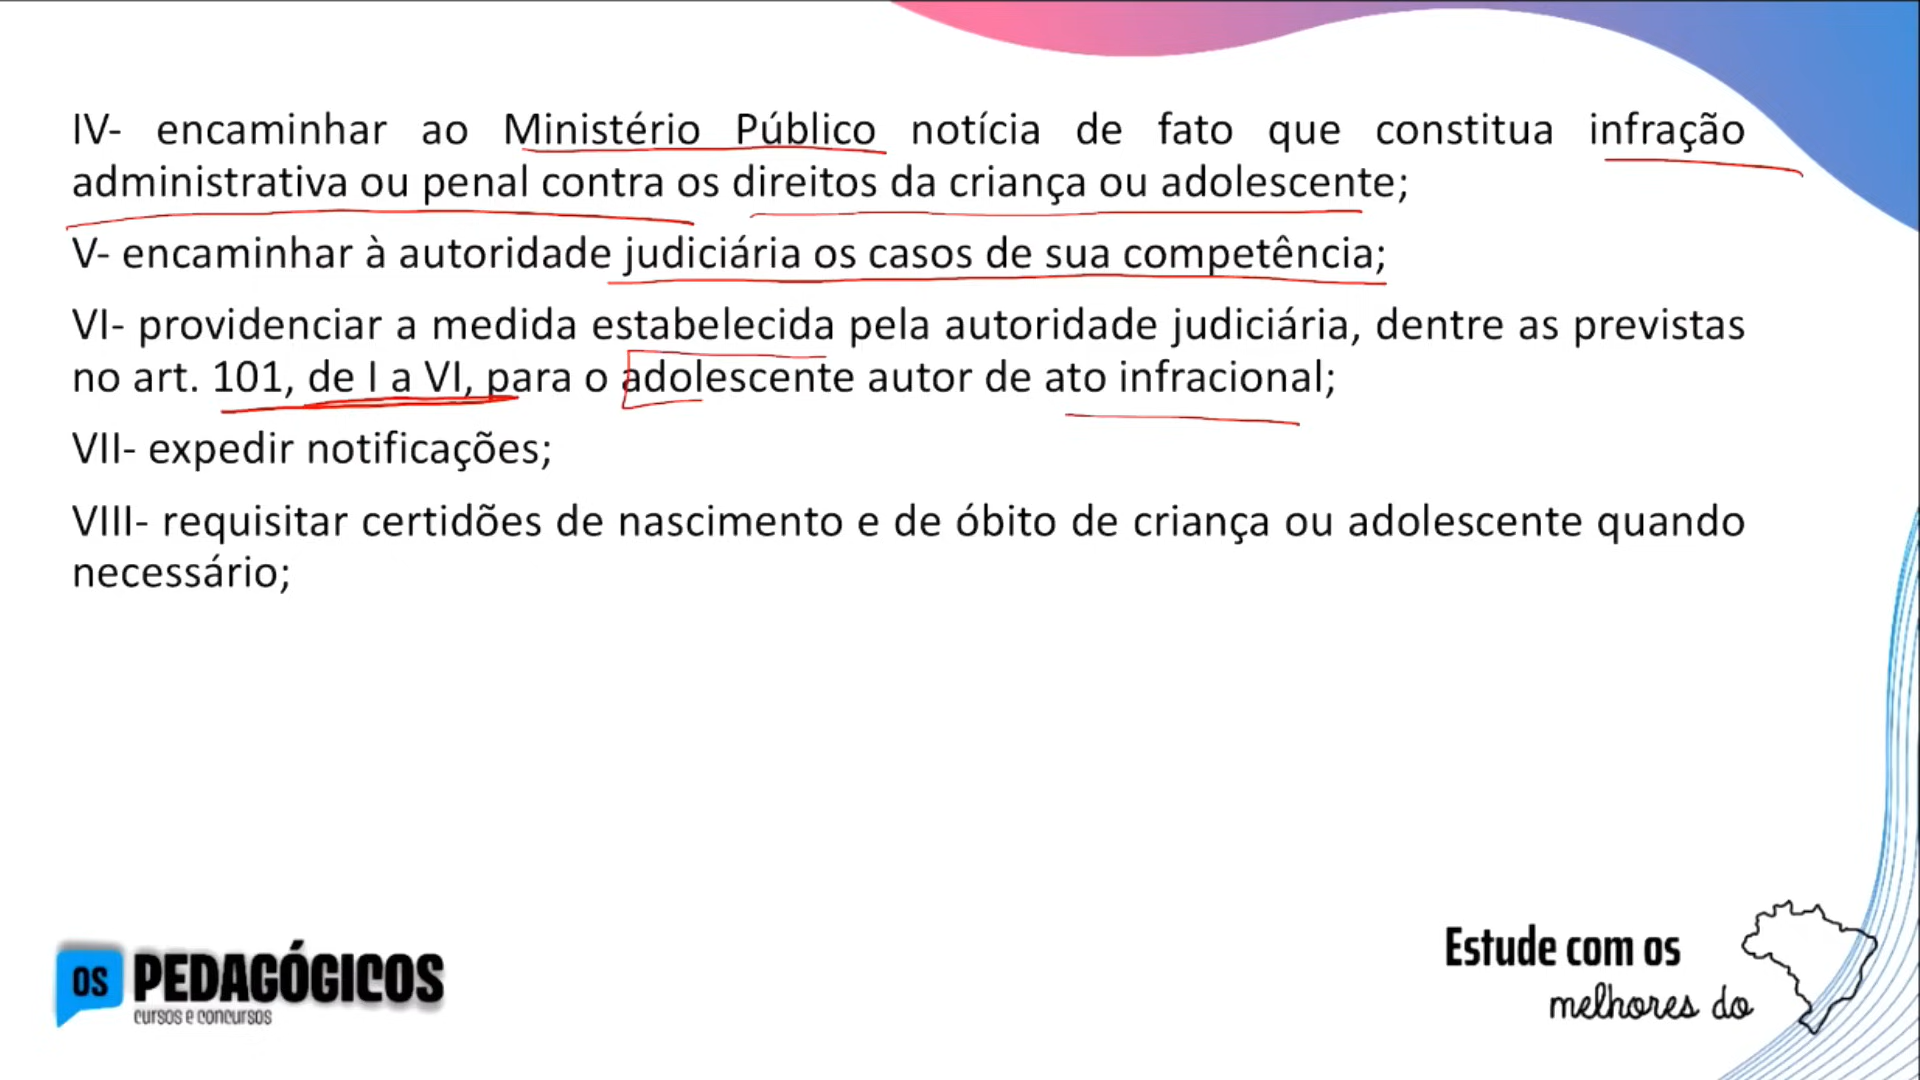 IV- encaminhar ao Ministério Público notícia de fato que constitua infração
administrativa ou penal contra os direitos da criança ou adolescente;
V- encaminhar à autoridade judiciária os casos de sua competência;
VI- providenciar a medida estabelecida pela autoridade judiciária, dentre as previstas
no art. 101, de I a VI, para o adolescente autor de ato infracional;
VII- expedir notificações;
VIII- requisitar certidões de nascimento e de óbito de criança ou adolescente quando
necessário;
OS PEDAGÓGICOS
cursos e concursos
Estude com os
melhores do